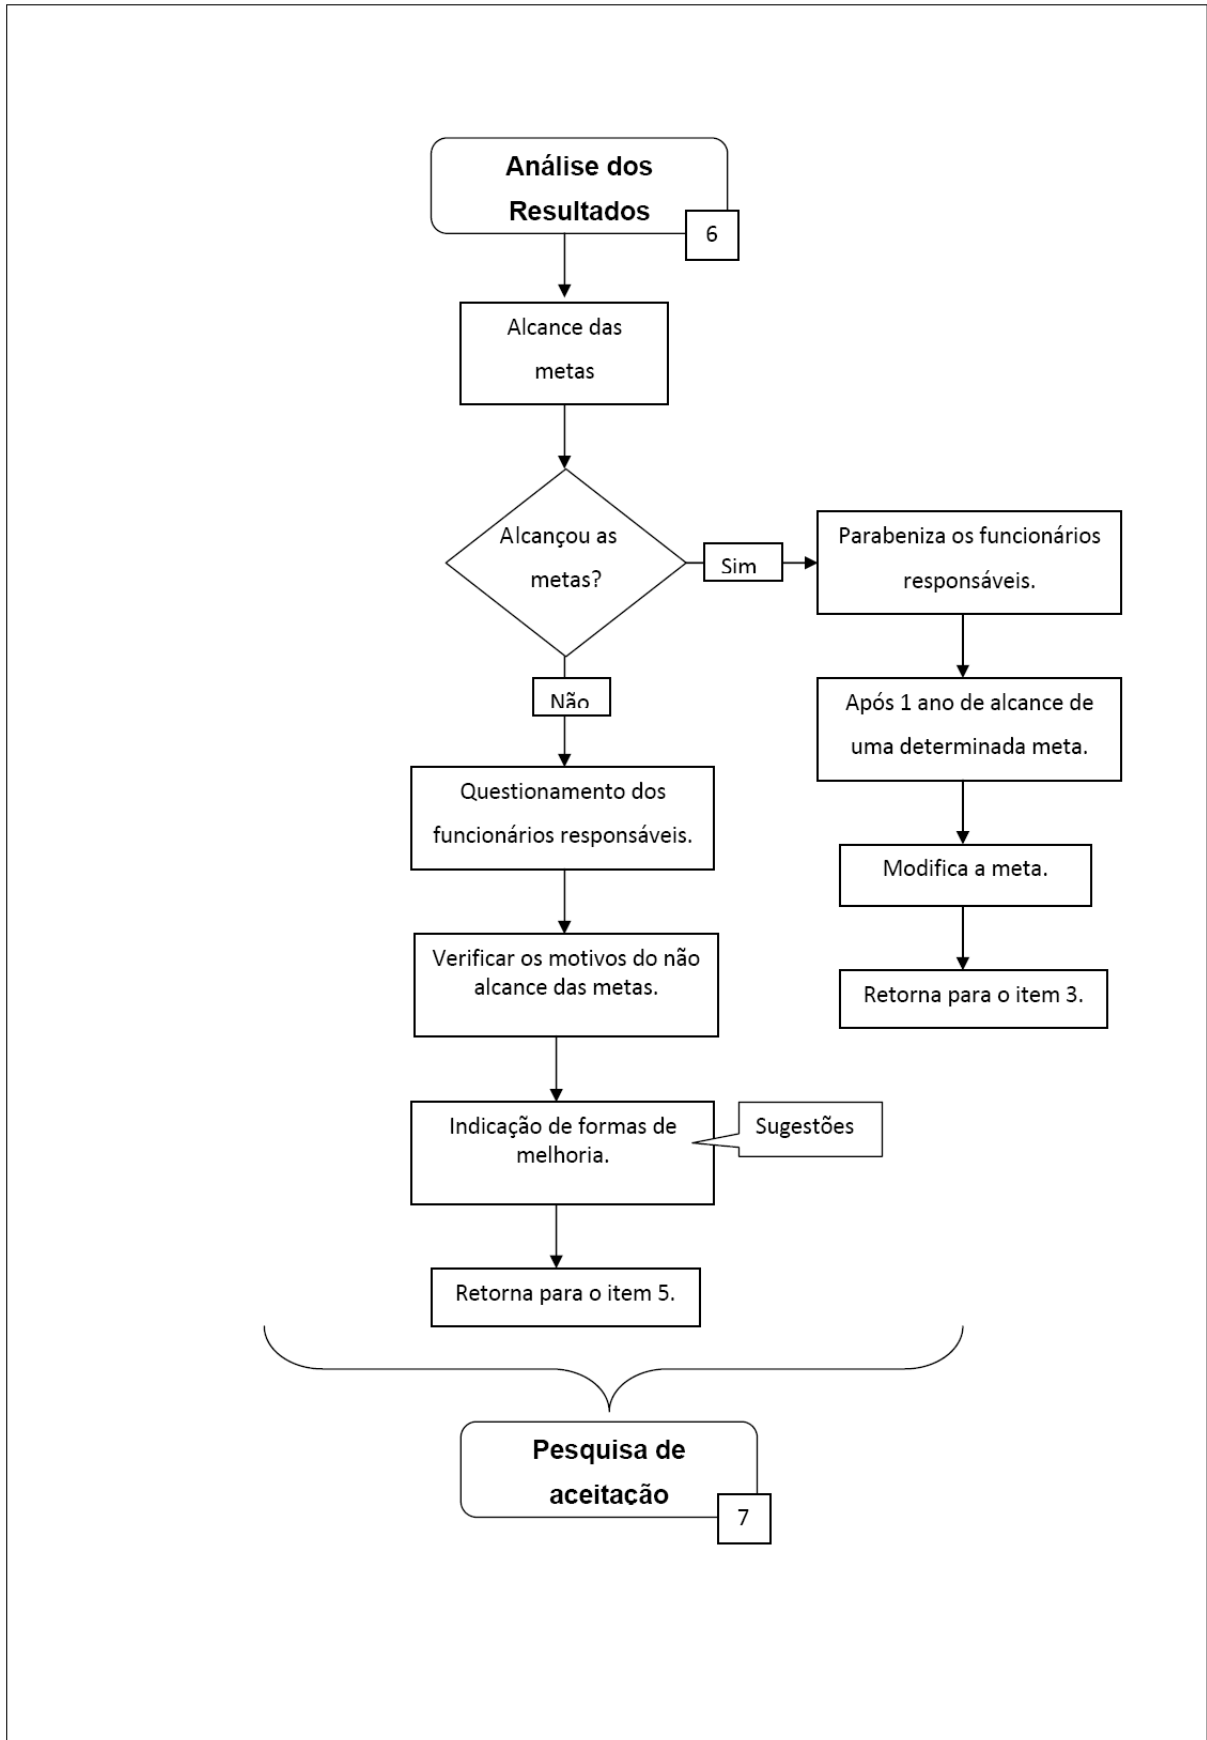 Análise dos
Resultados
6
Alcance das
metas
Alcançou as
metas?
Sim
Parabeniza os funcionários
responsáveis.
Após 1 ano de alcance de
uma determinada meta.
Modifica a meta.
Retorna para o item 3.
Não
Questionamento dos
funcionários responsáveis.
Verificar os motivos do não
alcance das metas.
Indicação de formas de
melhoria.
Sugestões
Retorna para o item 5.
Pesquisa de
aceitação
7